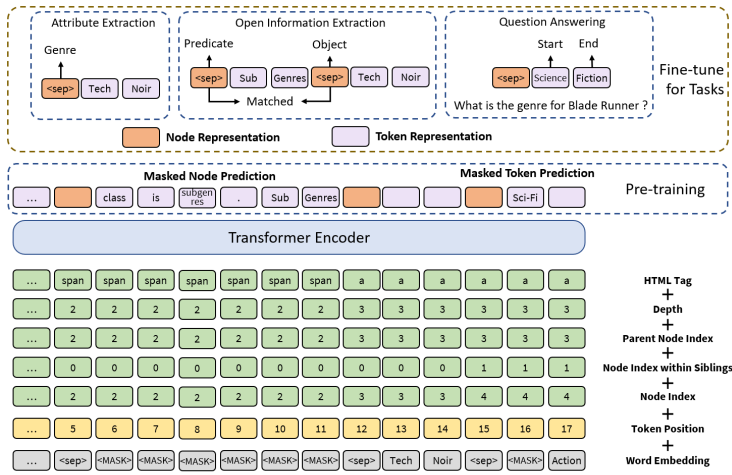 Attribute Extraction
Genre
<sep> Tech Noir
Open Information Extraction
Predicate Object
<sep> Sub Genres <sep> Tech Noir
Matched
Question Answering
Start End
<sep> Science Fiction
What is the genre for Blade Runner ?
Fine-tune
for Tasks
Node Representation Token Representation
Masked Node Prediction Masked Token Prediction
... class is subgen . Sub Genres Sci-Fi
res
Pre-training
Transformer Encoder
... span span span span span span span a a a a a a HTML Tag
+
... 2 2 2 2 2 2 2 3 3 3 3 3 3 Depth
+
... 2 2 2 2 2 2 2 3 3 3 3 3 3 Parent Node Index
+
... 0 0 0 0 0 0 0 0 0 0 1 1 1 Node Index within Siblings
+
... 2 2 2 2 2 2 2 3 3 3 4 4 4 Node Index
+
... 5 6 7 8 9 10 11 12 13 14 15 16 17 Token Position
+
... <sep> <MASK> <MASK> <MASK> <MASK> <MASK> <MASK> <sep> Tech Noir <sep> <MASK> Action Word Embedding